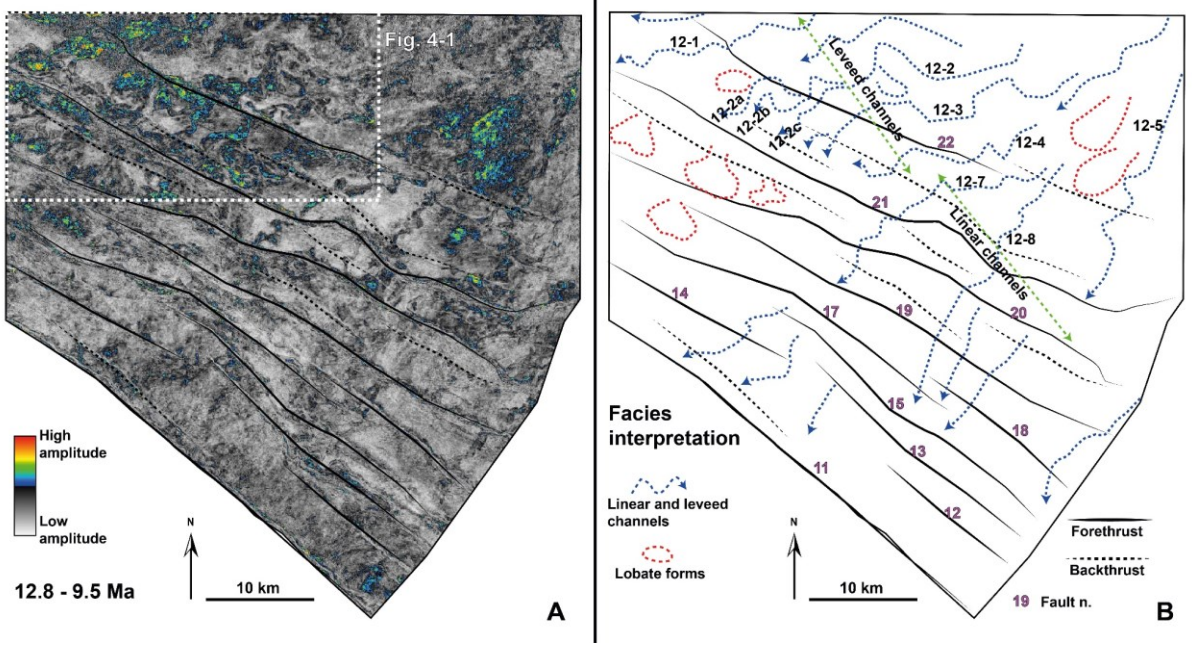 Fig. 4-1
High
amplitude
Low
amplitude
12.8 - 9.5 Ma
N
10 km
A
12-1
Leveed channels
12-2
12-2a
12-2b
12-2c
12-3
12-4
12-5
22
12-7
21
12-8
Linear channels
14
17
19
20
15
18
13
11
12
Facies
interpretation
Linear and leveed
channels
Lobate forms
N
10 km
Forethrust
Backthrust
19 Fault n.
B